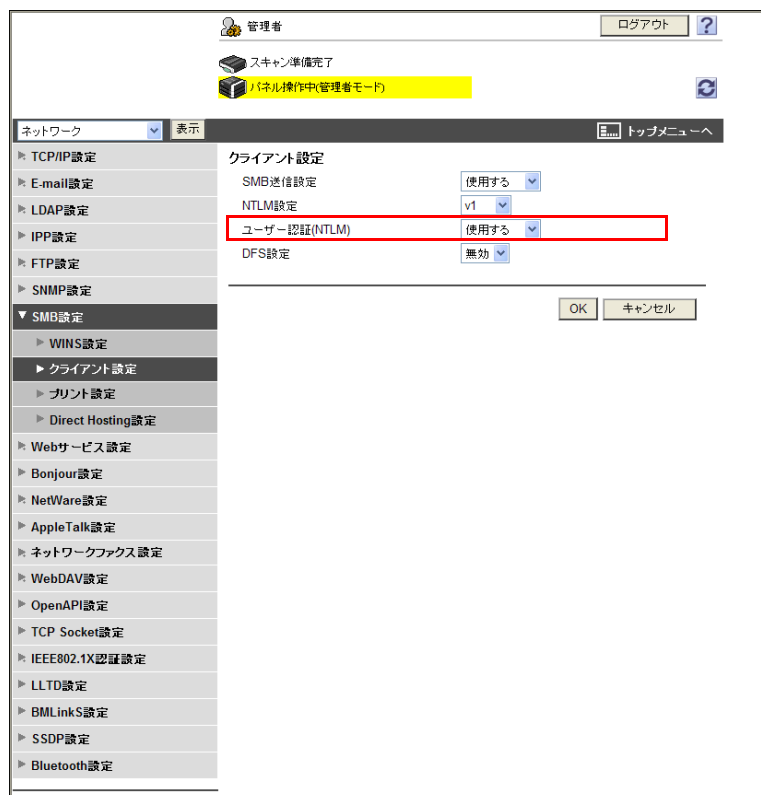 管理者
ログアウト
?
スキャン準備完了
パネル操作中(管理者モード)
ネットワーク
表示
トップメニューへ
TCP/IP設定
E-mail設定
LDAP設定
IPP設定
FTP設定
SNMP設定
SMB設定
WINS設定
クライアント設定
プリント設定
Direct Hosting設定
Webサービス設定
Bonjour設定
NetWare設定
AppleTalk設定
ネットワークファクス設定
WebDAV設定
OpenAPI設定
TCP Socket設定
IEEE802.1X認証設定
LLTD設定
BMLinkS設定
SSDP設定
Bluetooth設定
クライアント設定
SMB送信設定 使用する
NTLM設定 v1
ユーザー認証(NTLM) 使用する
DFS設定 無効
OK キャンセル